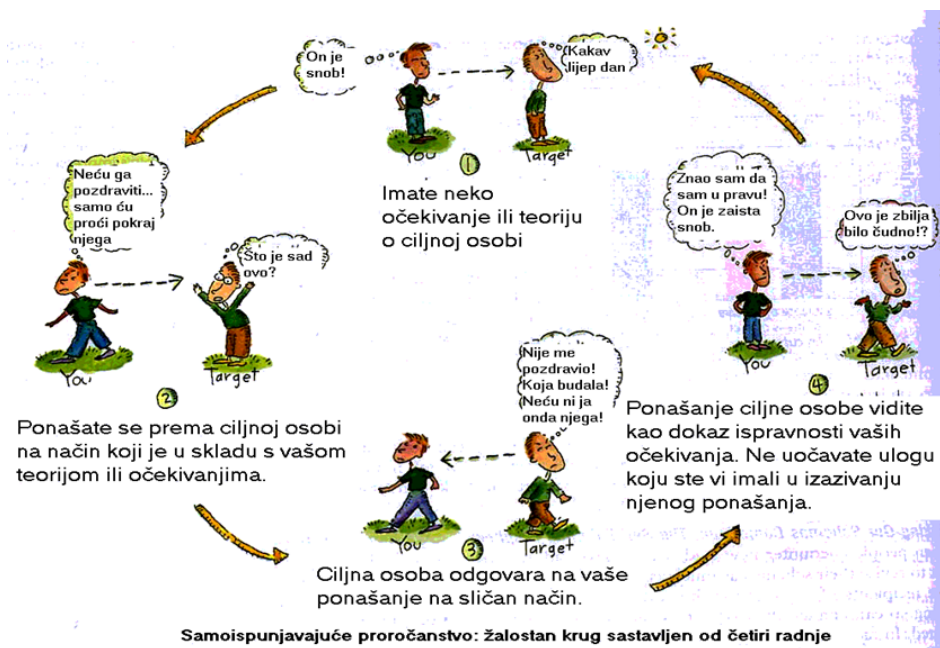 On je
snob!
Kakav
lijep dan
You
Target
1
Imate neko
očekivanje ili teoriju
o ciljnoj osobi
Neću ga
pozdraviti...
samo ću
proći pokraj
njega
Što je sad
ovo?
You
Target
2
Ponašate se prema ciljnoj osobi
na način koji je u skladu s vašom
teorijom ili očekivanjima.
Nije me
pozdravio!
Koja budala!
Neću ni ja
onda njega!
You
Target
3
Ciljna osoba odgovara na vaše
ponašanje na sličan način.
Znao sam da
sam u pravu!
On je zaista
snob.
Ovo je zbilja
bilo čudno!?
You
Target
4
Ponašanje ciljne osobe vidite
kao dokaz ispravnosti vaših
očekivanja. Ne uočavate ulogu
koju ste vi imali u izazivanju
njenog ponašanja.
Samoispunjavajuće proročanstvo: žalostan krug sastavljen od četiri radnje